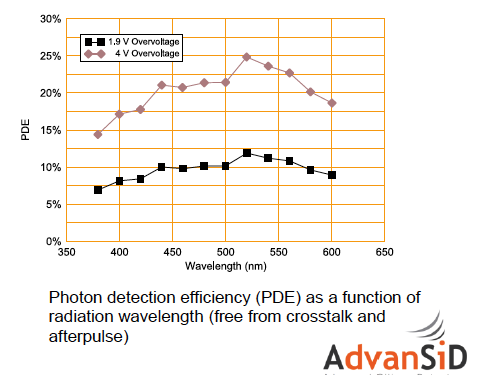 30%
25%
20%
15%
10%
5%
0%
PDE
1.9 V Overvoltage
4 V Overvoltage
350 400 450 500 550 600 650
Wavelength (nm)
Photon detection efficiency (PDE) as a function of
radiation wavelength (free from crosstalk and
afterpulse)
AdvanSiD